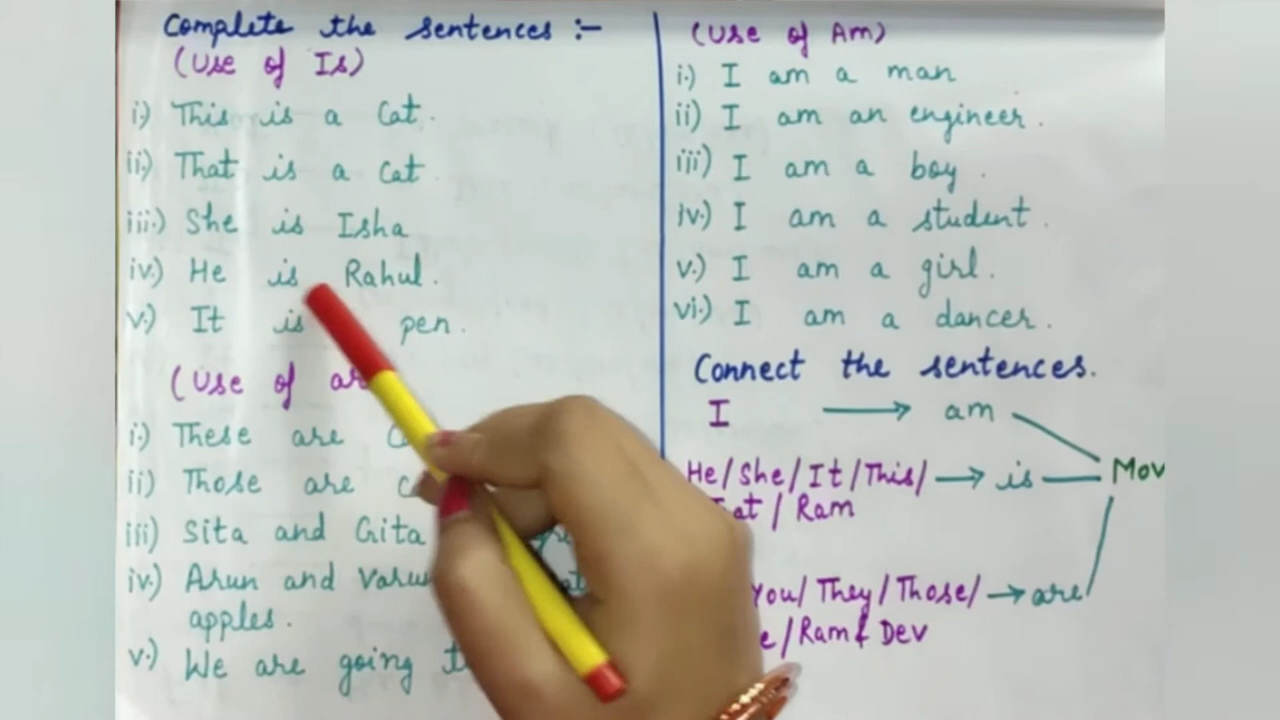 Complete the sentences :-
(Use of Is)
i) This is a Cat.
ii) That is a Cat
iii) She is Isha
iv) He is Rahul.
v) It is pen.
(Use of
i) These are
ii) Those are
iii) Sita and Gita
iv) Arun and
apples.
v) We are going
(Use of Am)
i) I am a man
ii) I am an engineer.
iii) I am a boy.
iv) I am a student.
v) I am a girl.
vi) I am a dancer.
Connect the sentences.
I → am
He/She/It/This/ → is Mov
Ram
You/They/Those/ → are
/Ram & Dev